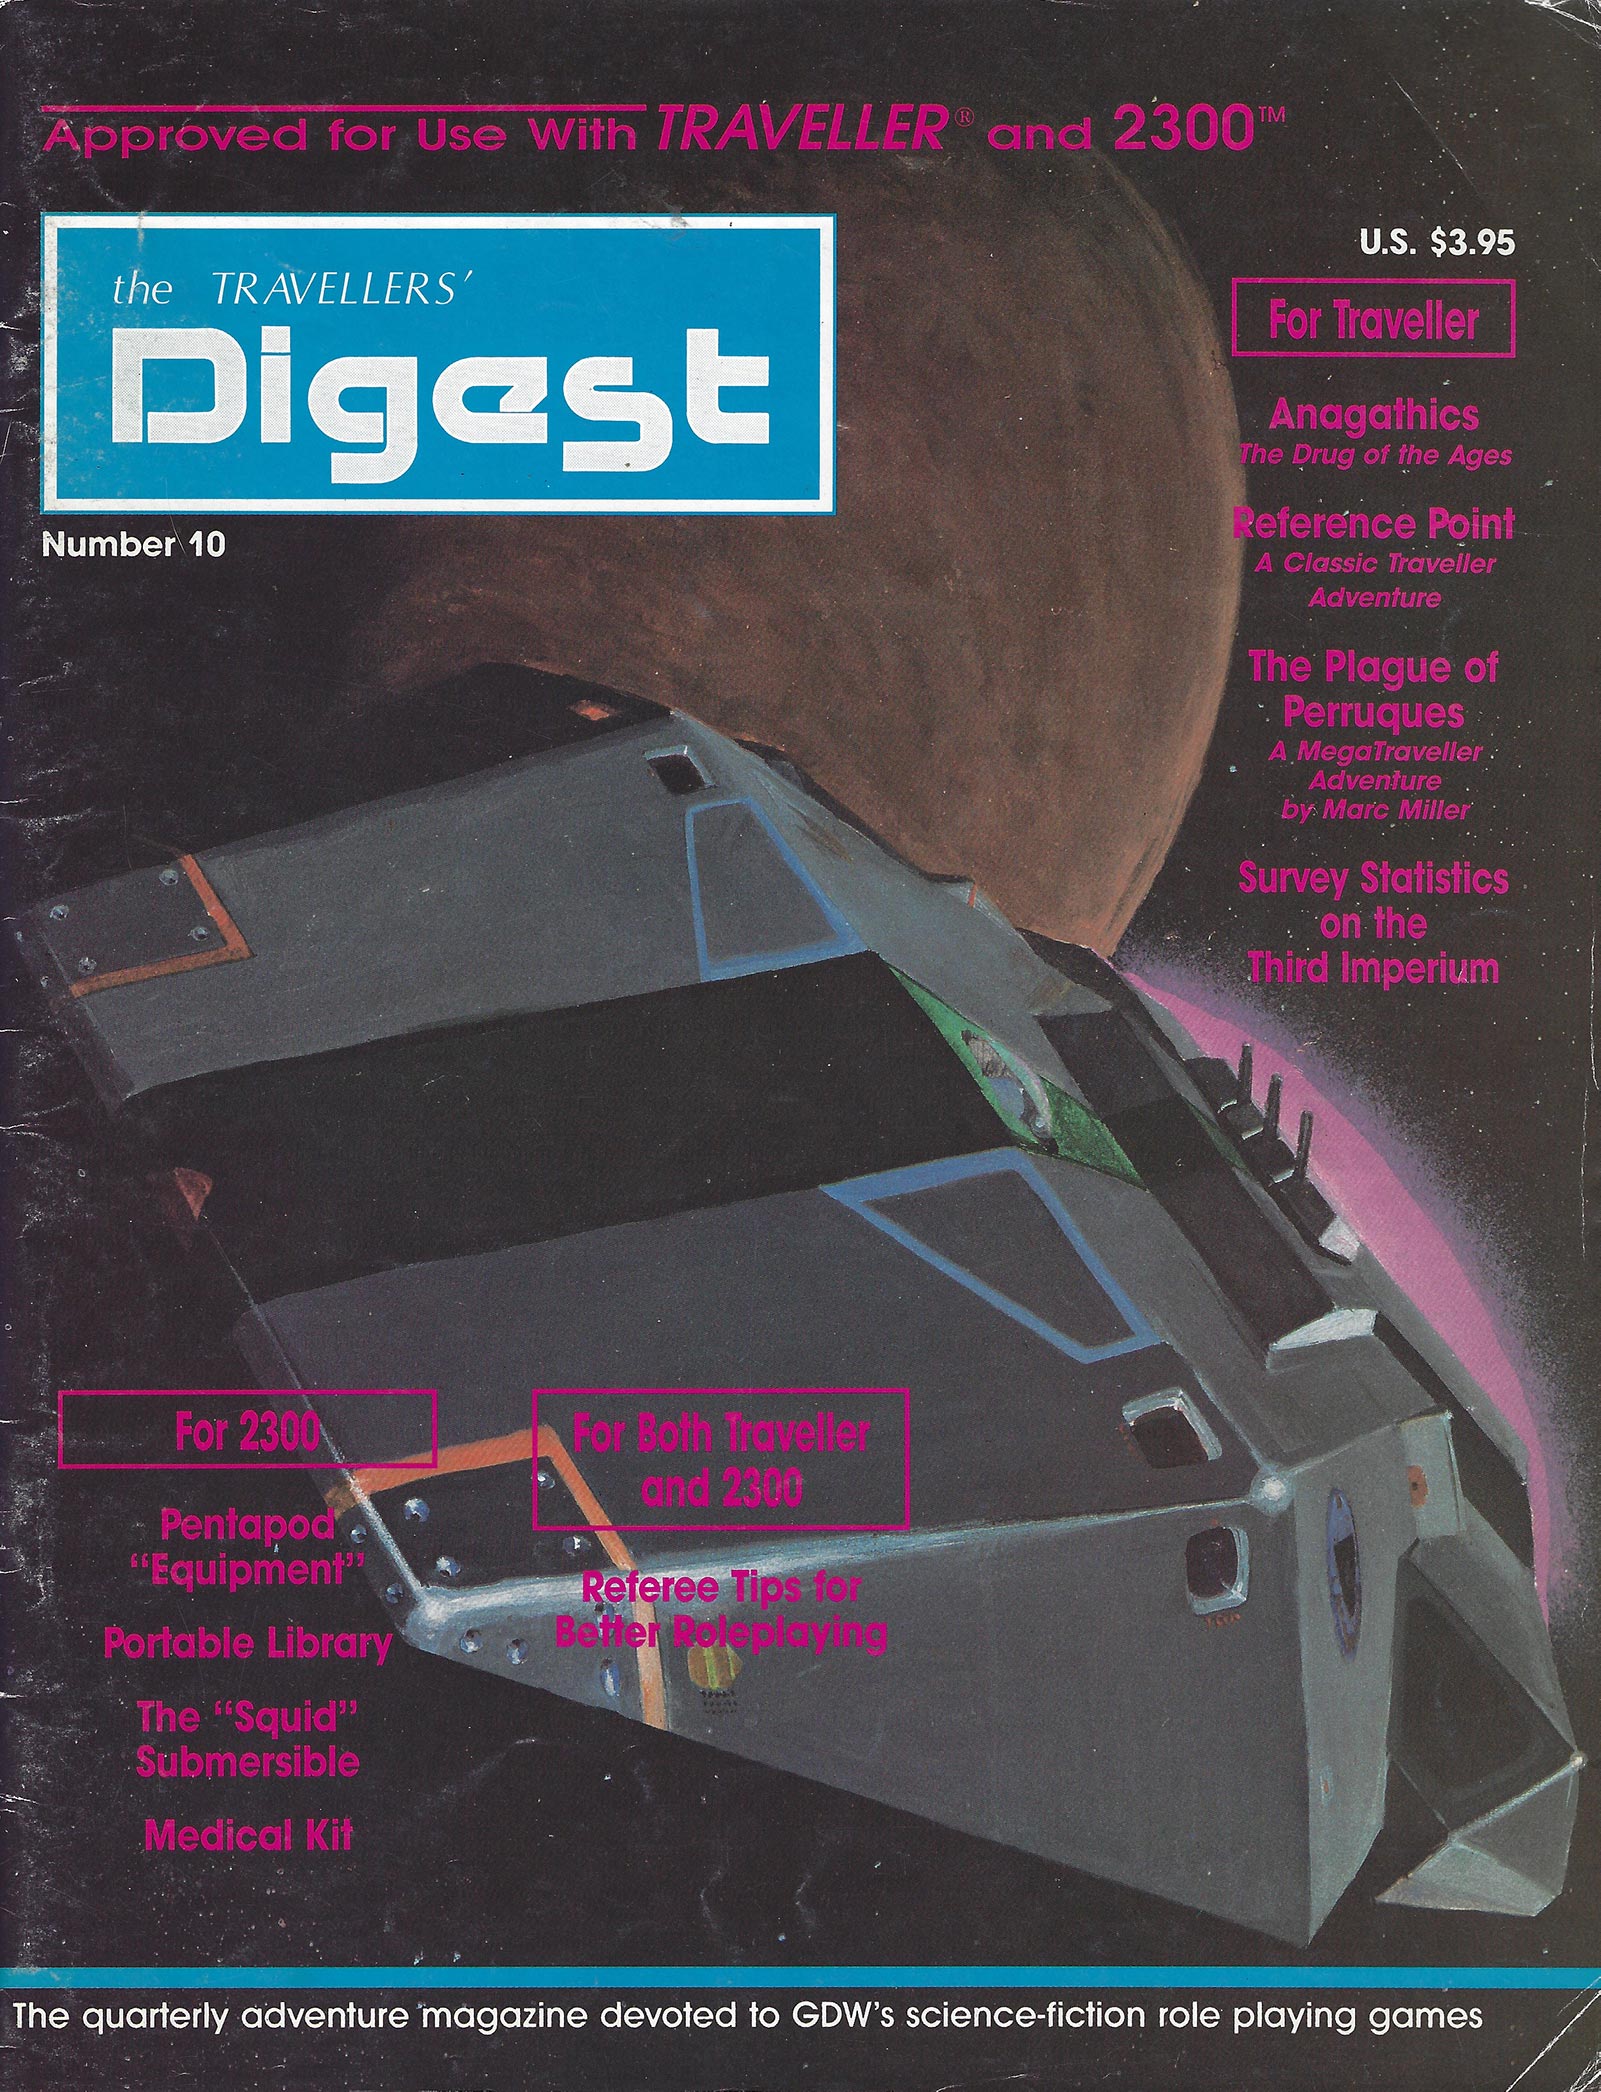 Approved for Use With TRAVELLER® and 2300™
the TRAVELLERS'
Digest
Number 10
U.S. $3.95
For Traveller
Anagathics
The Drug of the Ages
Reference Point
A Classic Traveller
Adventure
The Plague of
Perruques
A MegaTraveller
Adventure
by Marc Miller
Survey Statistics
on the
Third Imperium
For 2300
Pentapod
“Equipment”
Portable Library
The “Squid”
Submersible
Medical Kit
For Both Traveller
and 2300
Referee Tips for
Better Roleplaying
The quarterly adventure magazine devoted to GDW's science-fiction role playing games